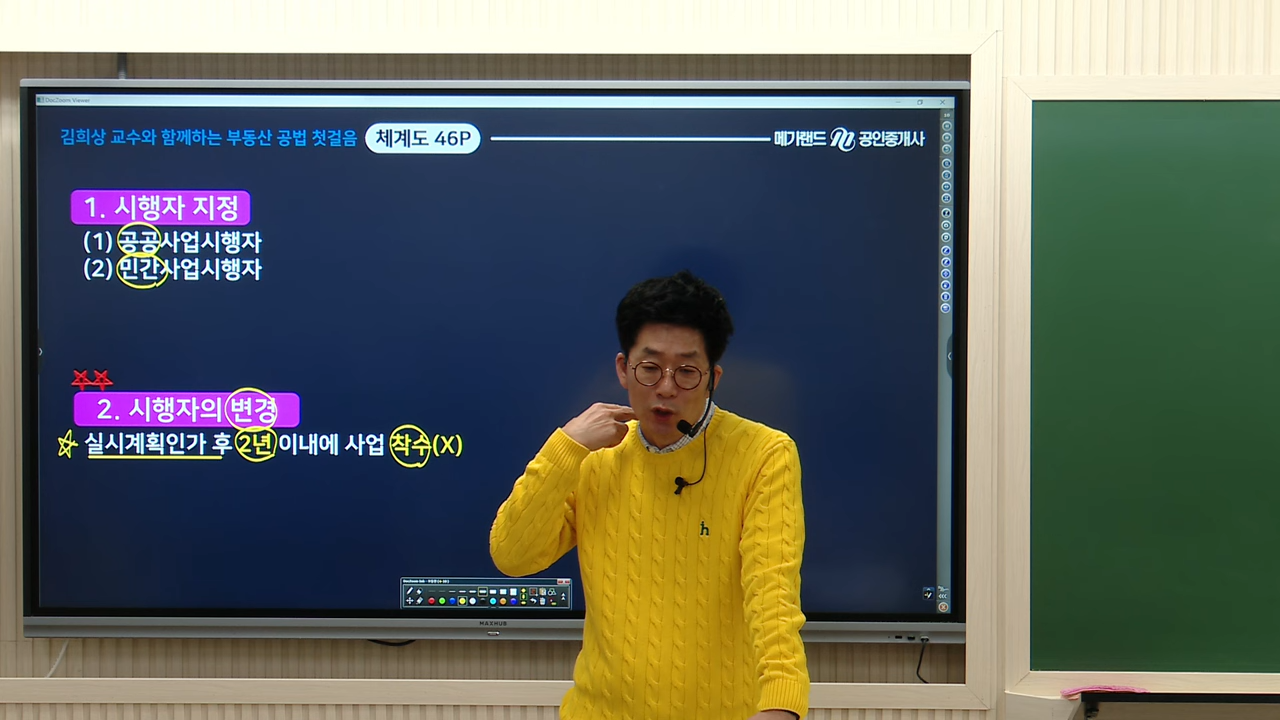 DocZoom Viewer
김희상 교수와 함께하는 부동산 공법 첫걸음 체계도 46P 메가랜드 공인중개사
1. 시행자 지정
(1) 공공사업시행자
(2) 민간사업시행자
2. 시행자의 변경
실시계획인가 후 2년 이내에 사업 착수(X)
h
MAXHUB